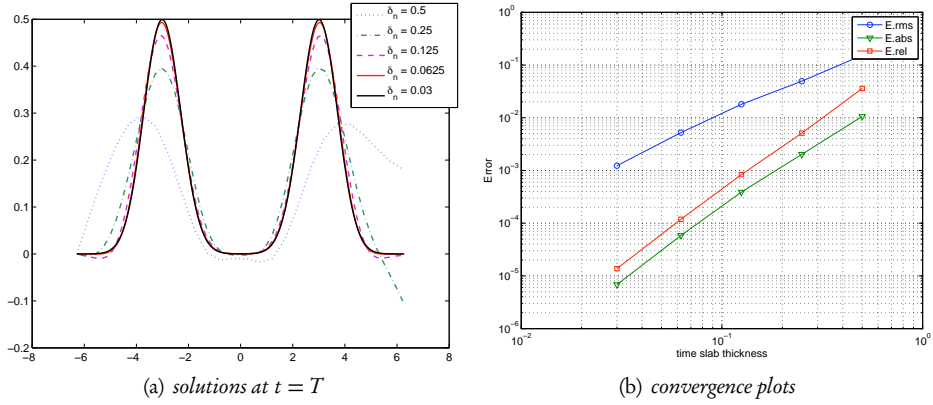 0.5
0.4
0.3
0.2
0.1
0
−0.1
−0.2
−8 −6 −4 −2 0 2 4 6 8
δn = 0.5
δn = 0.25
δn = 0.125
δn = 0.0625
δn = 0.03
(a) solutions at t = T
10^0
10^−1
10^−2
10^−3
10^−4
10^−5
10^−6
Error
10^−2 10^−1 10^0
time slab thickness
E.rms
E.abs
E.rel
(b) convergence plots